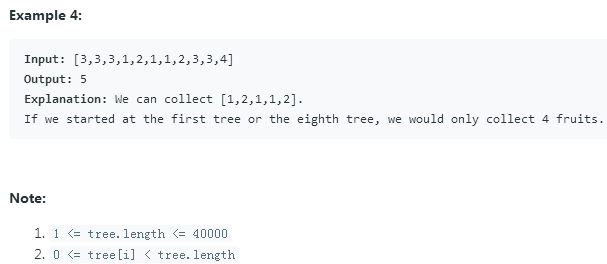 Example 4:
Input: [3,3,3,1,2,1,1,2,3,3,4]
Output: 5
Explanation: We can collect [1,2,1,1,2].
If we started at the first tree or the eighth tree, we would only collect 4 fruits.
Note:
1. 1 <= tree.length <= 40000
2. 0 <= tree[i] < tree.length